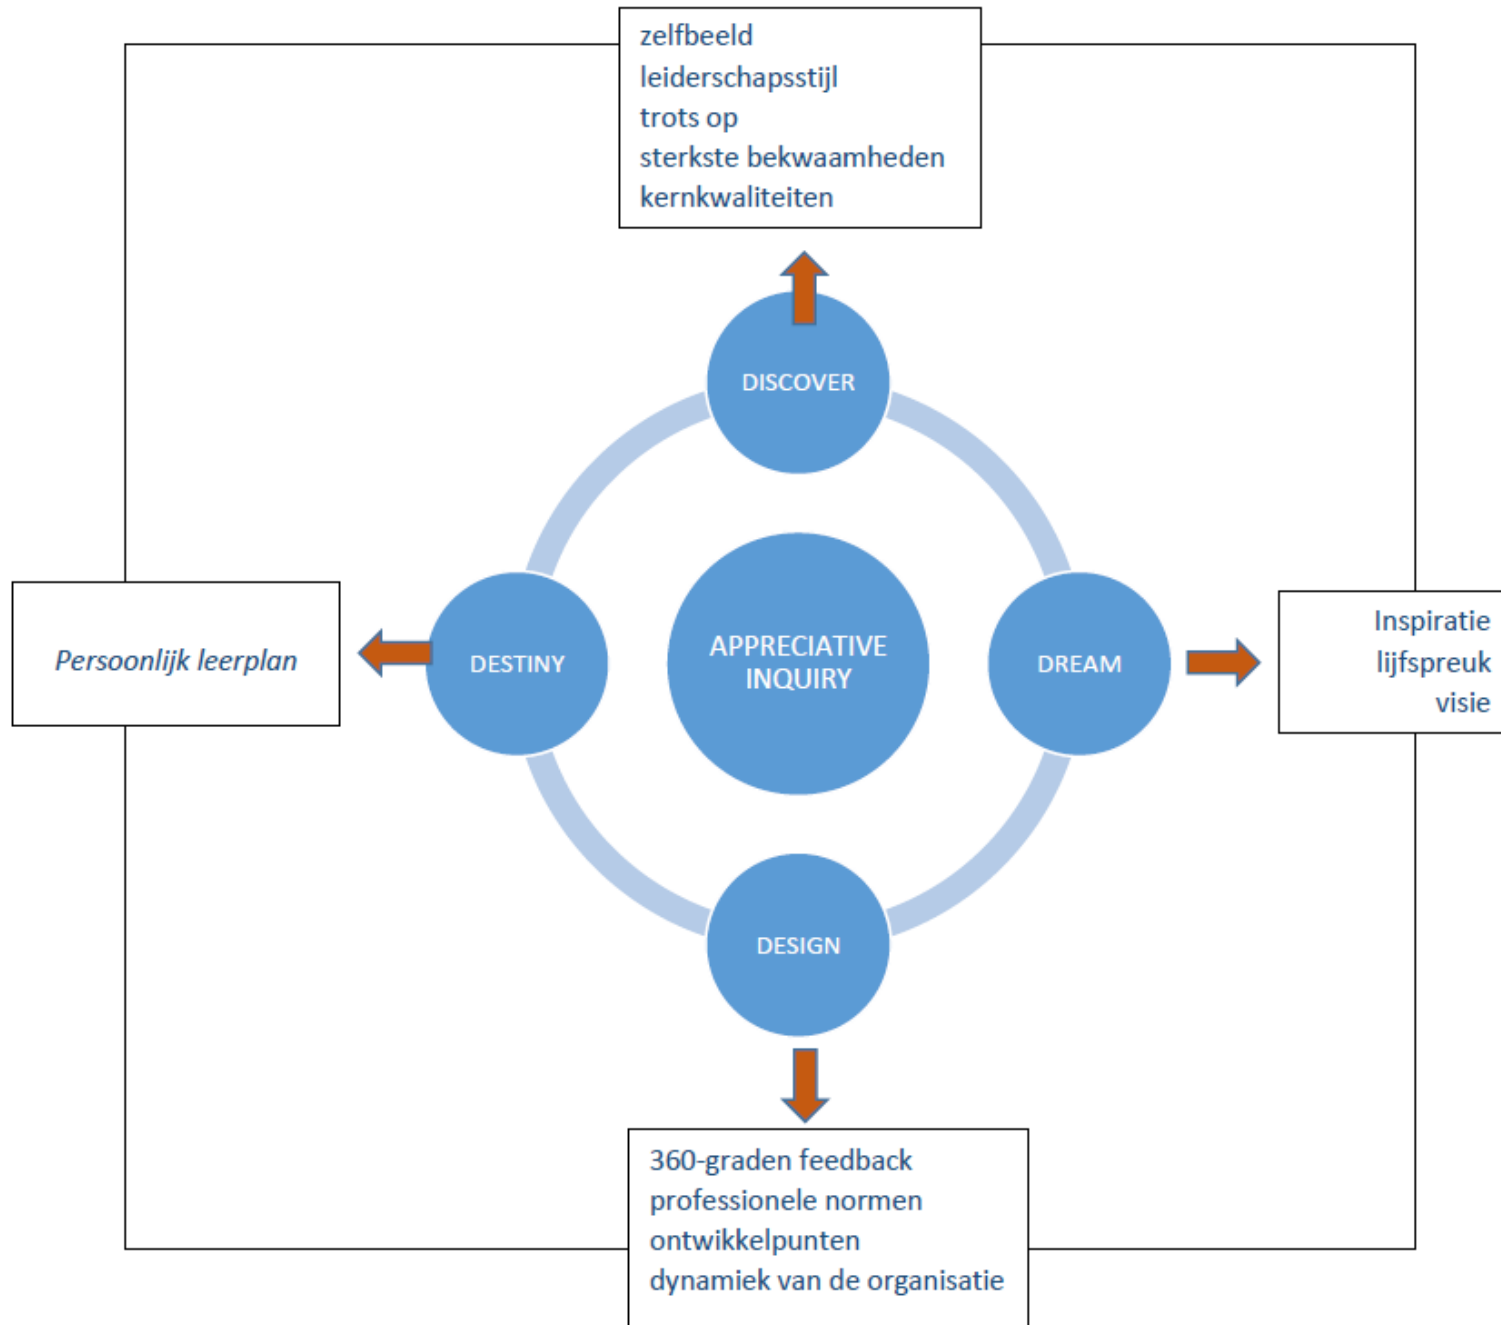 zelfbeeld
leiderschapsstijl
trots op
sterkste bekwaamheden
kernkwaliteiten
DISCOVER
Persoonlijk leerplan
DESTINY
APPRECIATIVE
INQUIRY
DREAM
Inspiratie
lijfspreuk
visie
DESIGN
360-graden feedback
professionele normen
ontwikkelpunten
dynamiek van de organisatie